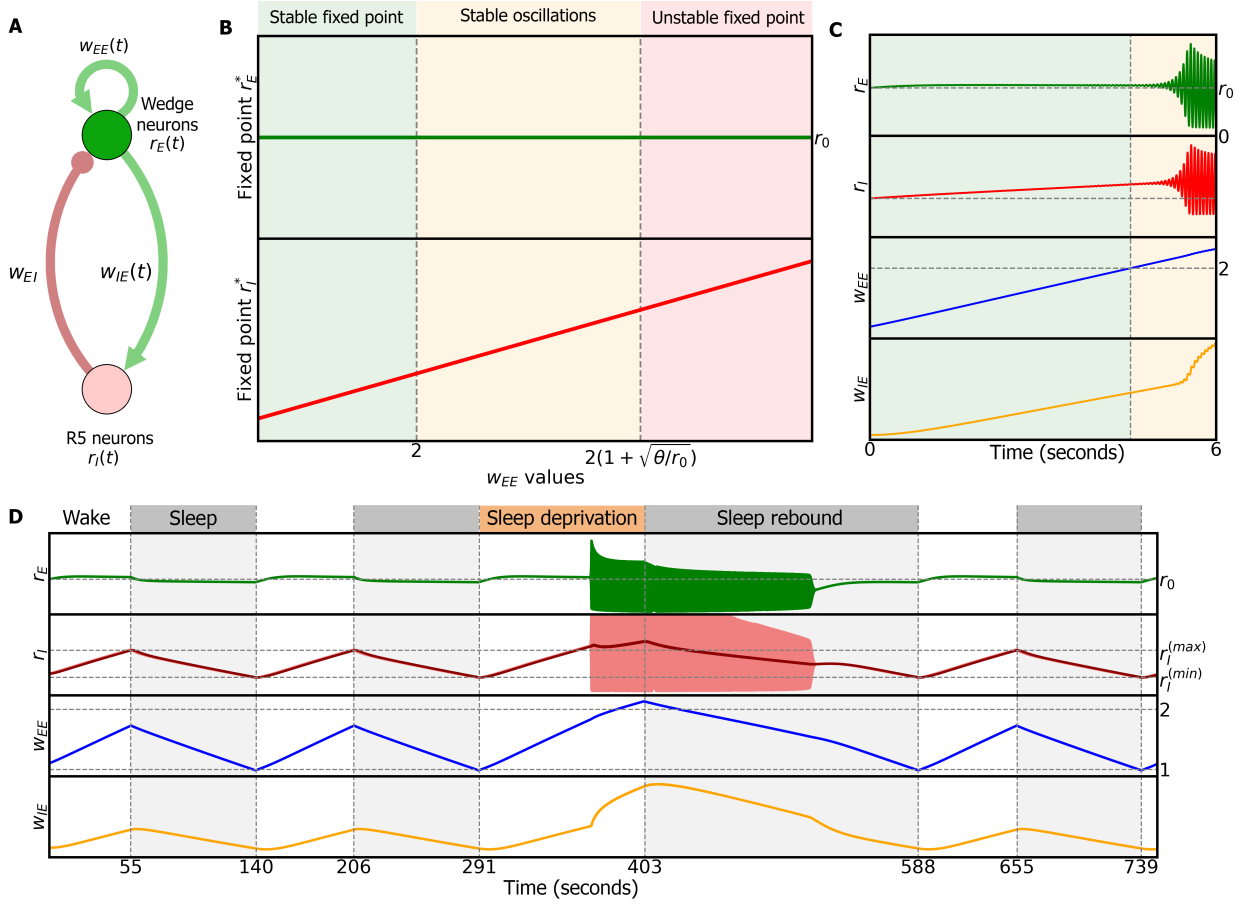 A
w_EE(t)
Wedge
neurons
r_E(t)
w_EI
w_IE(t)
R5 neurons
r_I(t)
B
Stable fixed point
Stable oscillations
Unstable fixed point
Fixed point r_E^*
r_0
Fixed point r_I^*
2
2(1 + √θ/r_0)
w_EE values
C
r_E
r_0
0
r_I
w_EE
2
w_IE
0
Time (seconds)
6
D
Wake
Sleep
Sleep deprivation
Sleep rebound
r_E
r_0
r_I
r_I^(max)
r_I^(min)
w_EE
2
1
w_IE
55
140
206
291
403
588
655
739
Time (seconds)